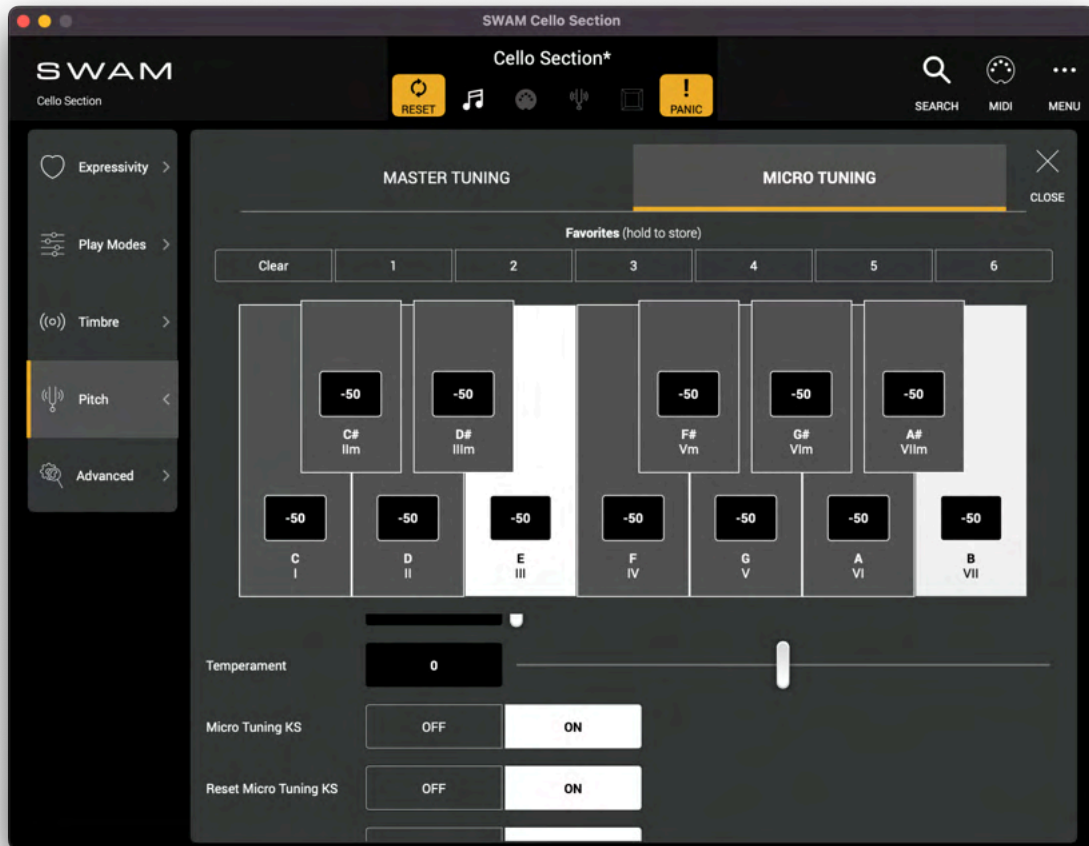 SWAM Cello Section
SWAM
Cello Section
Cello Section*
RESET
PANIC
SEARCH
MIDI
MENU
Expressivity
Play Modes
Timbre
Pitch
Advanced
MASTER TUNING
MICRO TUNING
CLOSE
Favorites (hold to store)
Clear 1 2 3 4 5 6
-50 -50 -50 -50 -50
C# D# F# G# A#
IIm IIIm Vm VIm VIIm
-50 -50 -50 -50 -50 -50 -50
C D E F G A B
I II III IV V VI VII
Temperament 0
Micro Tuning KS OFF ON
Reset Micro Tuning KS OFF ON